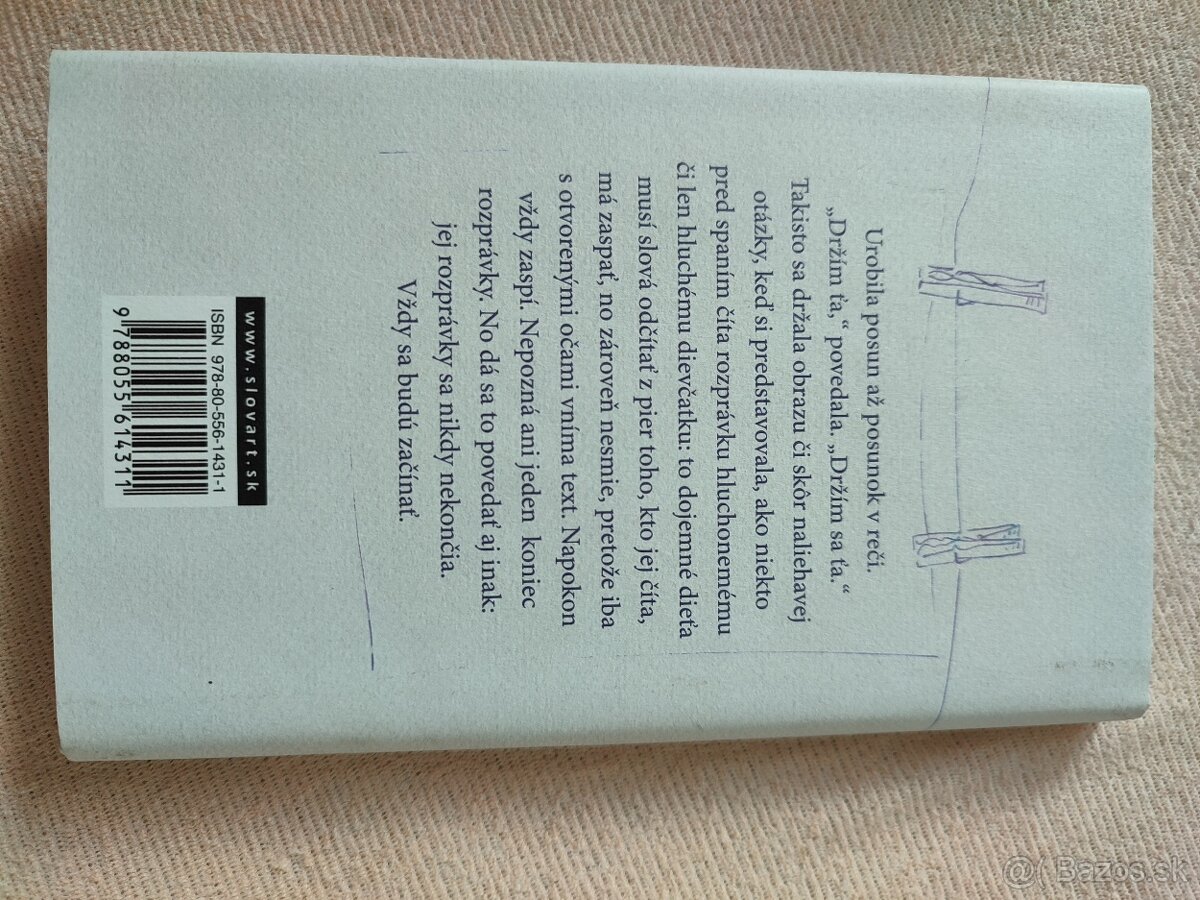 Urobila posun až posunok v reči.
„Držím ťa,“ povedala. „Držím sa ťa.“
Takisto sa držala obrazu či skôr naliehavej
otázky, keď si predstavovala, ako niekto
pred spaním číta rozprávku hluchonemému
či len hluchému dievčatku: to dojemné dieťa
musí slová odčítať z pier toho, kto jej číta,
má zaspať, no zároveň nesmie, pretože iba
s otvorenými očami vníma text. Napokon
vždy zaspí. Nepozná ani jeden koniec
rozprávky. No dá sa to povedať aj inak:
jej rozprávky sa nikdy nekončia.
Vždy sa budú začínať.
www.slovart.sk
ISBN 978-80-556-1431-1
9 788055 614311
@( Bazos.sk